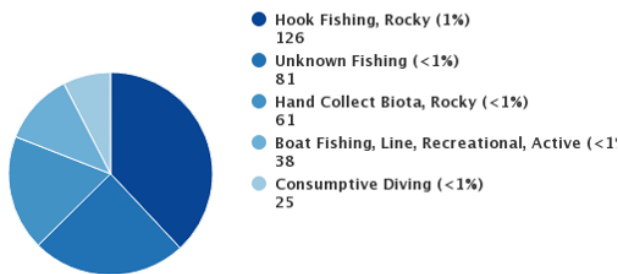 Hook Fishing, Rocky (1%)
126
Unknown Fishing (<1%)
81
Hand Collect Biota, Rocky (<1%)
61
Boat Fishing, Line, Recreational, Active (<1%
38
Consumptive Diving (<1%)
25